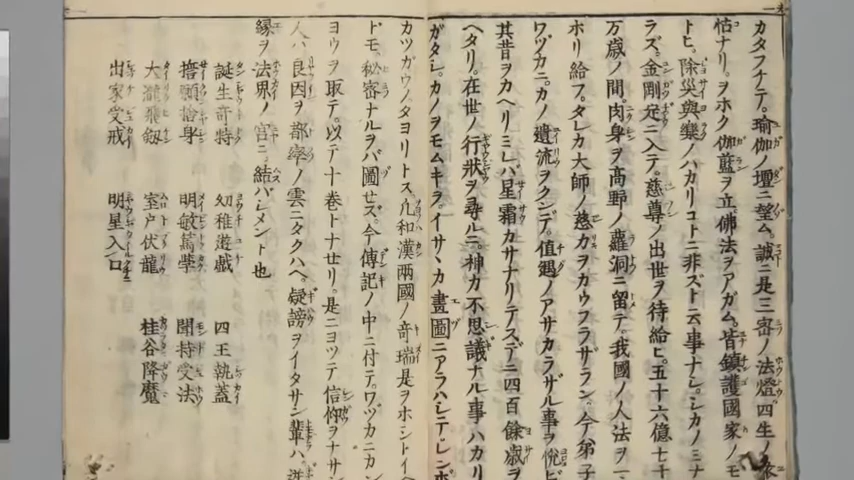 カタフナテ。瑜伽ノ壇ニ望ム。誠ニ是三密ノ法燈四生ノ
怙ナリ。ヲホク伽藍ヲ立。佛法ヲアガム。皆鎮護國家ノモ
トヒ。除災與樂ノハカリコトニ非ズト云事ナシ。シカノミナ
ラズ。金剛定ニ入テ。慈尊ノ出世ヲ待給ヒ。五十六億七千
万歳ノ間。肉身ヲ高野ノ蘿洞ニ留テ。我國ノ人法ヲ
ホリ給フ。タレカ大師ノ慈カヲカウフラザラン。今弟子
ワヅカニ。カノ遺流ヲクンデ。値遇ノアサカラザル事ヲ悦ビ
其昔ヲカヘリミレバ星霜カサナリテスデニ四百餘歳ヲ
ヘタリ。在世ノ行状ヲ尋ルニ。神力不思議ナル事ハカリ
ガタシ。カノヲモムキヲ。イサヽカ畫圖ニアラハシテ
カツガウノタヨリトス。凡和漢兩國ノ奇瑞是ヲホシトイヘ
ドモ。秘密ナルヲバ圖セズ。今傳記ノ中ニ付テ。ワヅカニカン
ヨウヲ取テ。以テ十巻トナセリ。是ニヨツテ信仰ヲナサン
人ハ良因ヲ都率ノ雲ニタクハヘ。疑謗ヲイタサン輩ハ。
縁ヲ法界ノ宮ニ。結バシメント也
誕生奇特 幼稚遊戯 四王執蓋
擔願捨身 明敏篤學 聞持受法
大瀧飛劔 室戸伏龍 桂谷降魔
出家受戒 明星入口